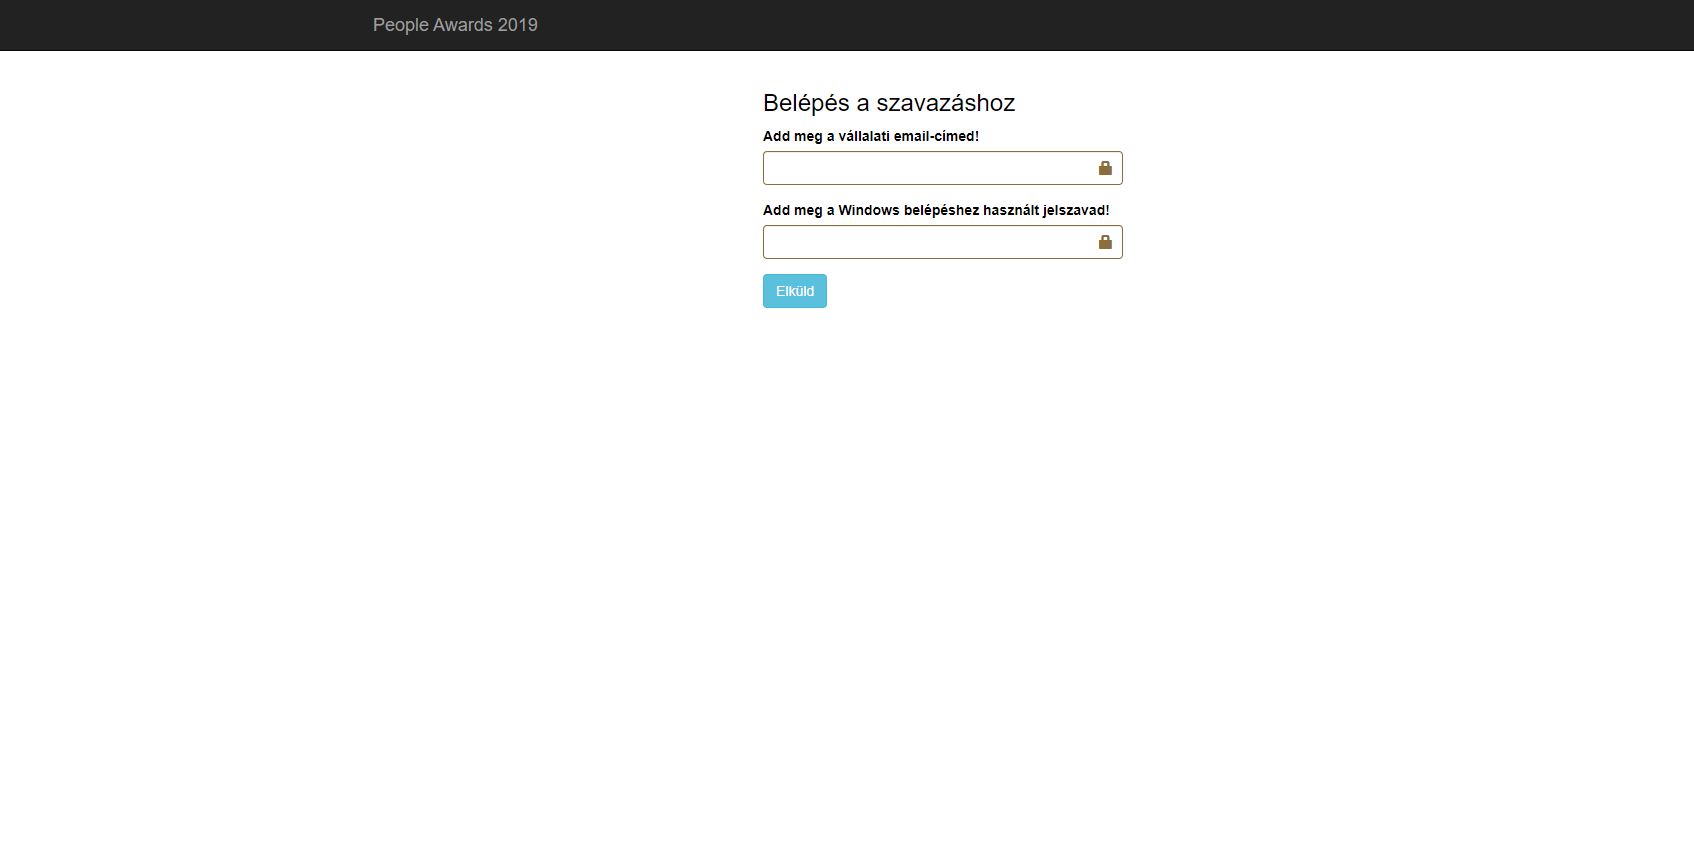 People Awards 2019
Belépés a szavazáshoz
Add meg a vállalati email-címed!
Add meg a Windows belépéshez használt jelszavad!
Elküld